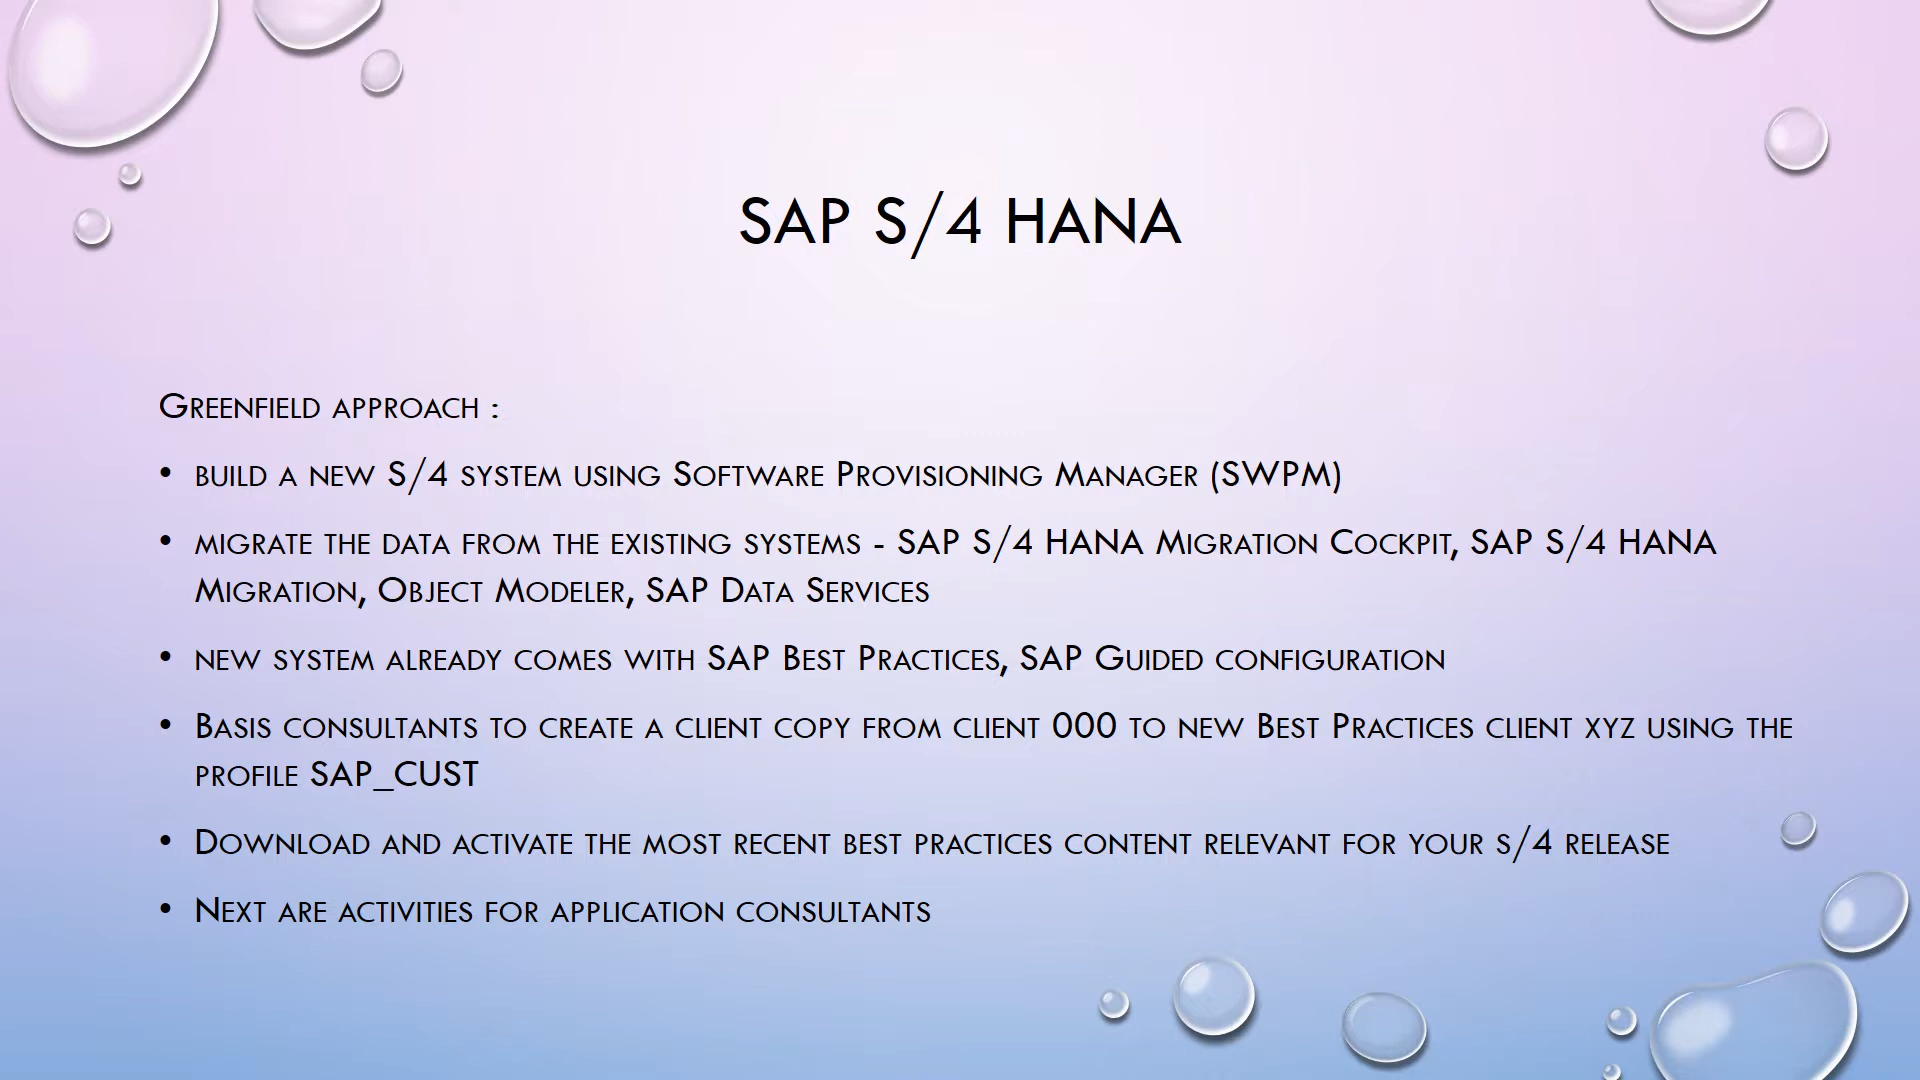 SAP S/4 HANA
Greenfield approach :
• build a new S/4 system using Software Provisioning Manager (SWPM)
• migrate the data from the existing systems - SAP S/4 HANA Migration Cockpit, SAP S/4 HANA
Migration, Object Modeler, SAP Data Services
• new system already comes with SAP Best Practices, SAP Guided configuration
• Basis consultants to create a client copy from client 000 to new Best Practices client xyz using the
profile SAP_CUST
• Download and activate the most recent best practices content relevant for your s/4 release
• Next are activities for application consultants